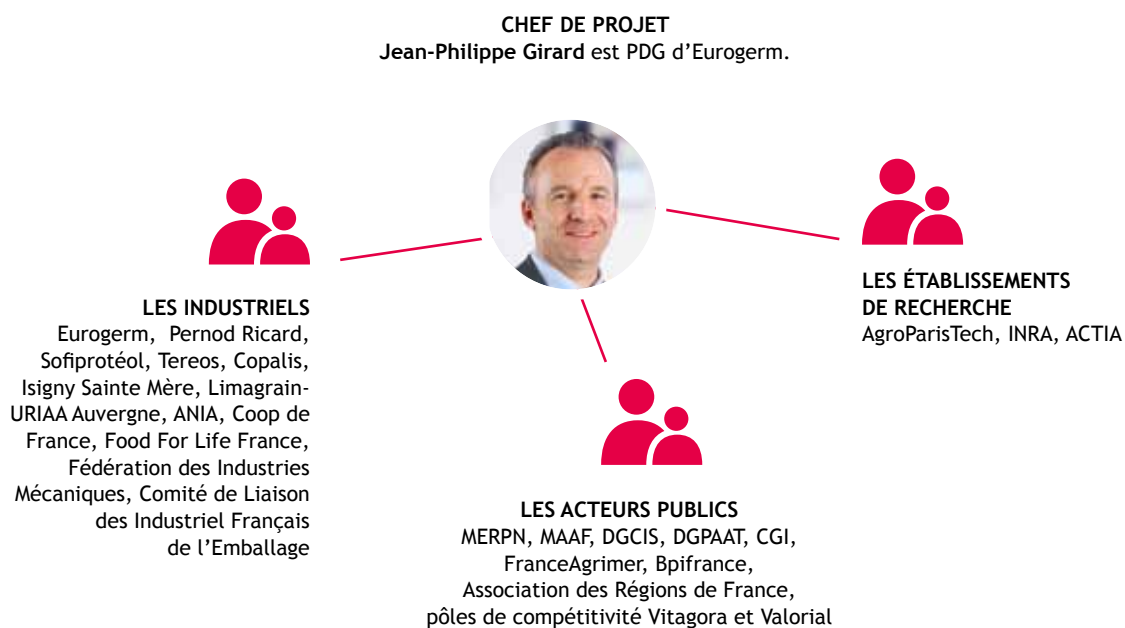 CHEF DE PROJET
Jean-Philippe Girard est PDG d’Eurogerm.
LES INDUSTRIELS
Eurogerm, Pernod Ricard,
Sofiprotéol, Tereos, Copalis,
Isigny Sainte Mère, Limagrain-
URIAA Auvergne, ANIA, Coop de
France, Food For Life France,
Fédération des Industries
Mécaniques, Comité de Liaison
des Industriel Français
de l’Emballage
LES ACTEURS PUBLICS
MERPN, MAAF, DGCIS, DGPAAT, CGI,
FranceAgrimer, Bpifrance,
Association des Régions de France,
pôles de compétitivité Vitagora et Valorial
LES ÉTABLISSEMENTS
DE RECHERCHE
AgroParisTech, INRA, ACTIA